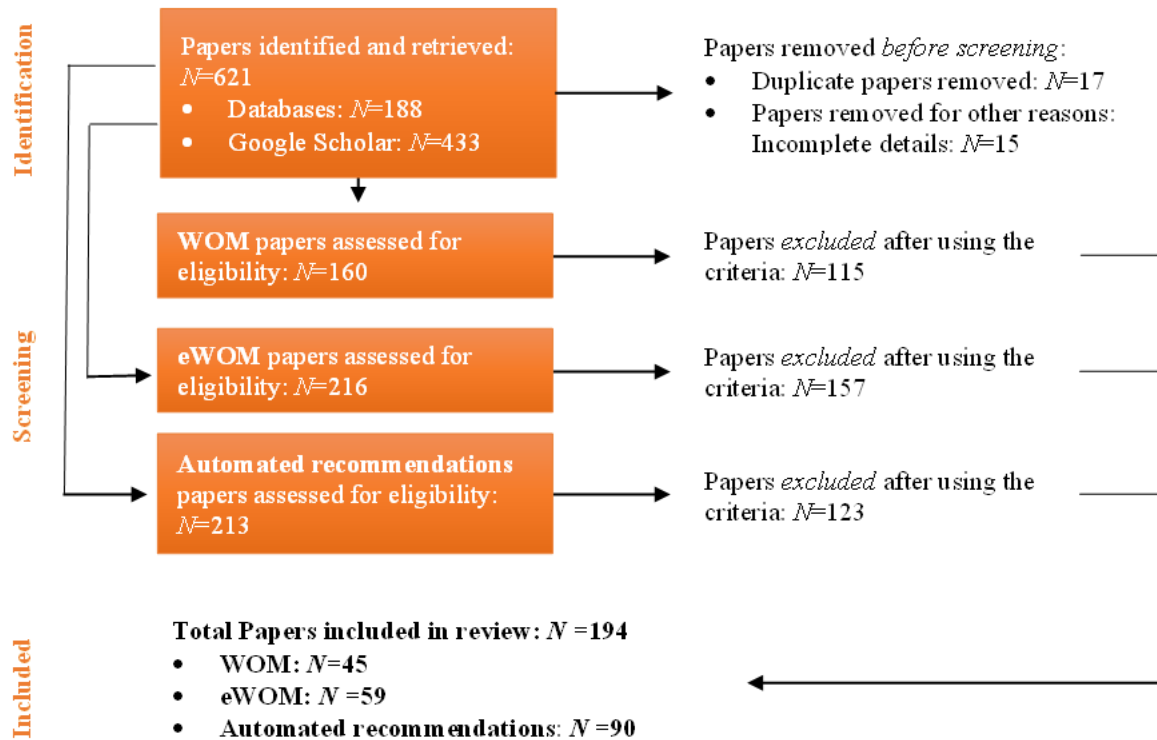 Identification
Papers identified and retrieved:
N=621
• Databases: N=188
• Google Scholar: N=433
Papers removed before screening:
• Duplicate papers removed: N=17
• Papers removed for other reasons:
Incomplete details: N=15
Screening
WOM papers assessed for
eligibility: N=160
Papers excluded after using the
criteria: N=115
eWOM papers assessed for
eligibility: N=216
Papers excluded after using the
criteria: N=157
Automated recommendations
papers assessed for eligibility:
N=213
Papers excluded after using the
criteria: N=123
Included
Total Papers included in review: N =194
• WOM: N=45
• eWOM: N =59
• Automated recommendations: N =90